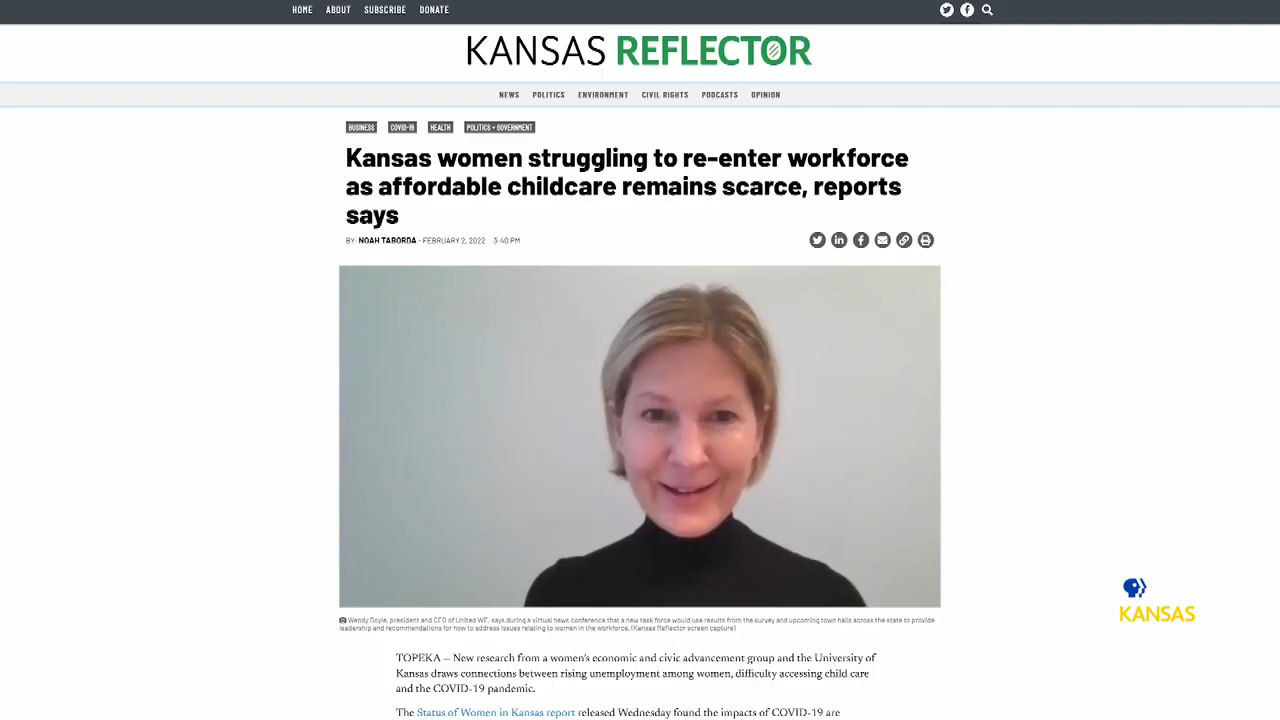 HOME ABOUT SUBSCRIBE DONATE
KANSAS REFLECTOR
NEWS POLITICS ENVIRONMENT CIVIL RIGHTS PODCASTS OPINION
BUSINESS COVID-19 HEALTH POLITICS + GOVERNMENT
Kansas women struggling to re-enter workforce
as affordable childcare remains scarce, reports
says
BY: NOAH TABORDA - FEBRUARY 2, 2022 3:40 PM
Wendy Doyle, president and CEO of United WE, says during a virtual news conference that a new task force would use results from the survey and upcoming town halls across the state to provide
leadership and recommendations for how to address issues relating to women in the workforce. (Kansas Reflector screen capture)
KANSAS
TOPEKA — New research from a women's economic and civic advancement group and the University of
Kansas draws connections between rising unemployment among women, difficulty accessing child care
and the COVID-19 pandemic.
The Status of Women in Kansas report released Wednesday found the impacts of COVID-19 are